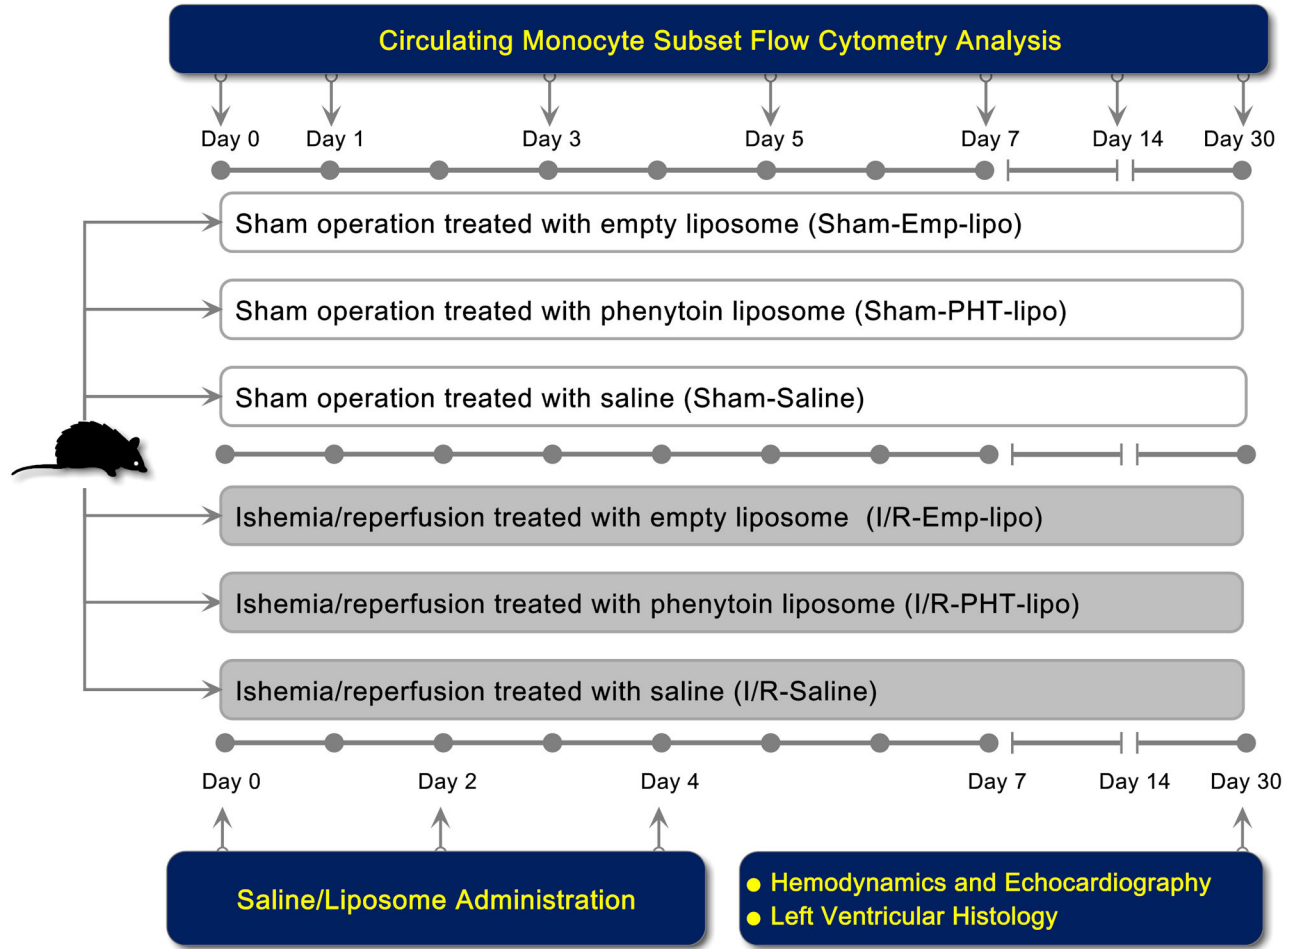 Circulating Monocyte Subset Flow Cytometry Analysis
Day 0 Day 1 Day 3 Day 5 Day 7 Day 14 Day 30
Sham operation treated with empty liposome (Sham-Emp-lipo)
Sham operation treated with phenytoin liposome (Sham-PHT-lipo)
Sham operation treated with saline (Sham-Saline)
Ishemia/reperfusion treated with empty liposome (I/R-Emp-lipo)
Ishemia/reperfusion treated with phenytoin liposome (I/R-PHT-lipo)
Ishemia/reperfusion treated with saline (I/R-Saline)
Day 0 Day 2 Day 4 Day 7 Day 14 Day 30
Saline/Liposome Administration
● Hemodynamics and Echocardiography
● Left Ventricular Histology